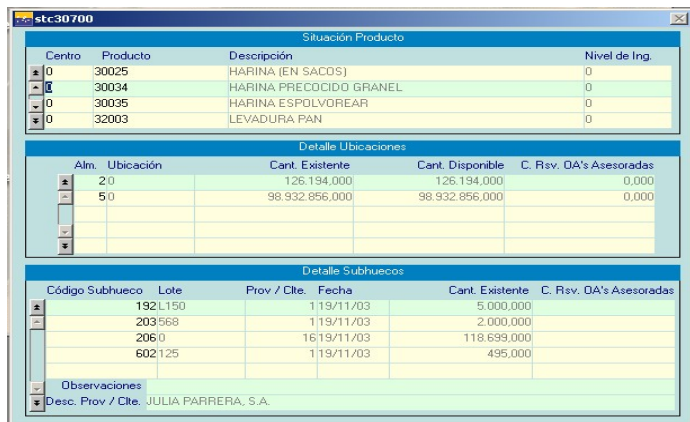 stc30700
Situación Producto
Centro Producto Descripción Nivel de Ing.
0 30025 HARINA (EN SACOS) 0
0 30034 HARINA PRECOCIDO GRANEL 0
0 30035 HARINA ESPOLVOREAR 0
0 32003 LEVADURA PAN 0
Detalle Ubicaciones
Alm. Ubicación Cant. Existente Cant. Disponible C. Rsv. OA's Asesoradas
2 0 126.194,000 126.194,000 0,000
5 0 98.932.856,000 98.932.856,000 0,000
Detalle Subhuecos
Código Subhueco Lote Prov / Clte. Fecha Cant. Existente C. Rsv. OA's Asesoradas
192 L150 1 19/11/03 5.000,000
203 568 1 19/11/03 2.000,000
206 0 16 19/11/03 118.699,000
602 125 1 19/11/03 495,000
Observaciones
Desc. Prov / Clte. JULIA PARRERA, S.A.